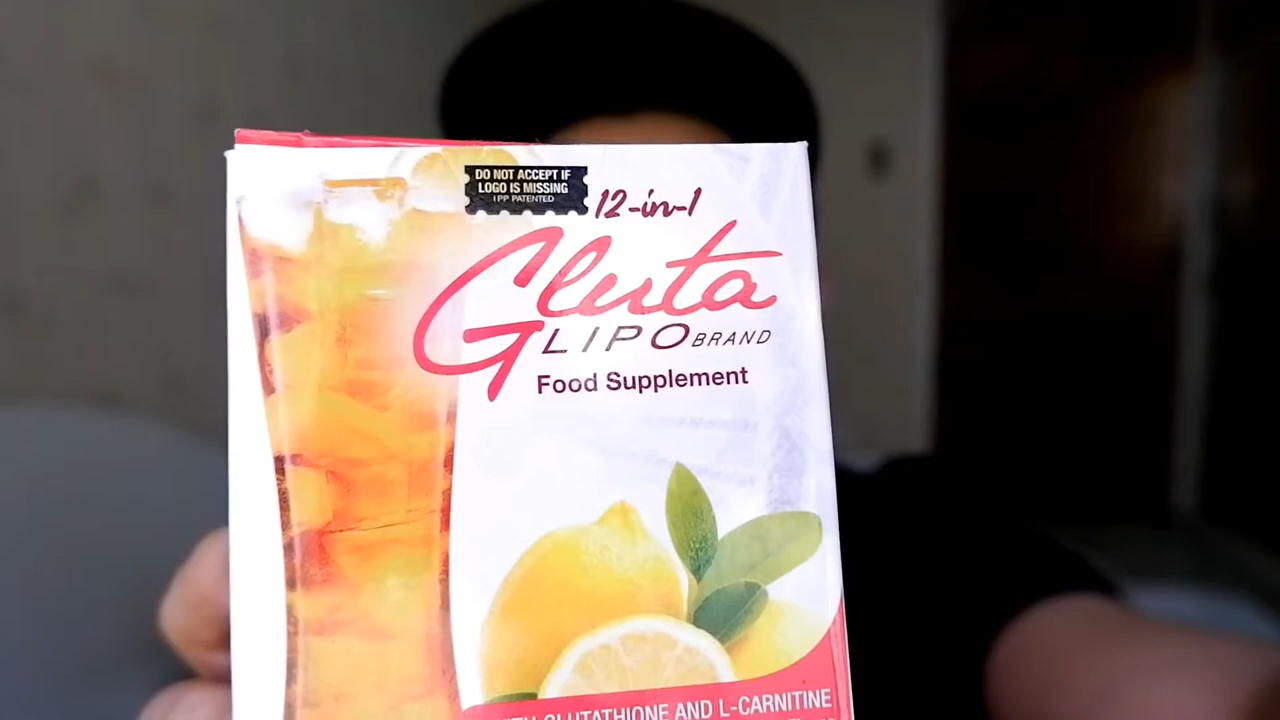 DO NOT ACCEPT IF
LOGO IS MISSING
IPP PATENTED
12-in-1
Gluta
LIPO BRAND
Food Supplement
GLUTATHIONE AND L-CARNITINE